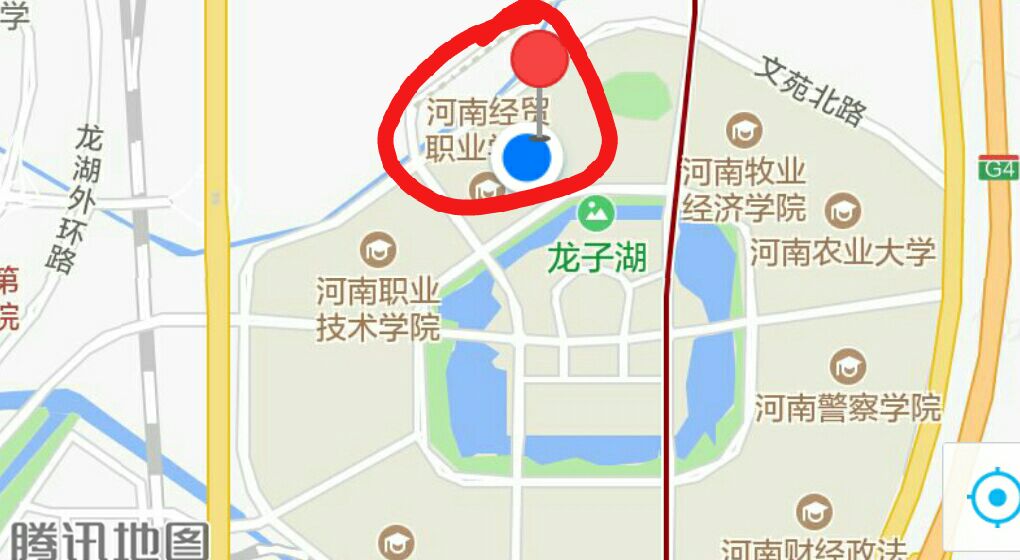 学
文苑北路
河南经贸
职业学
龙湖外环路
G4
河南牧业
经济学院
河南农业大学
龙子湖
第
院
河南职业
技术学院
河南警察学院
腾讯地图
河南财经政法